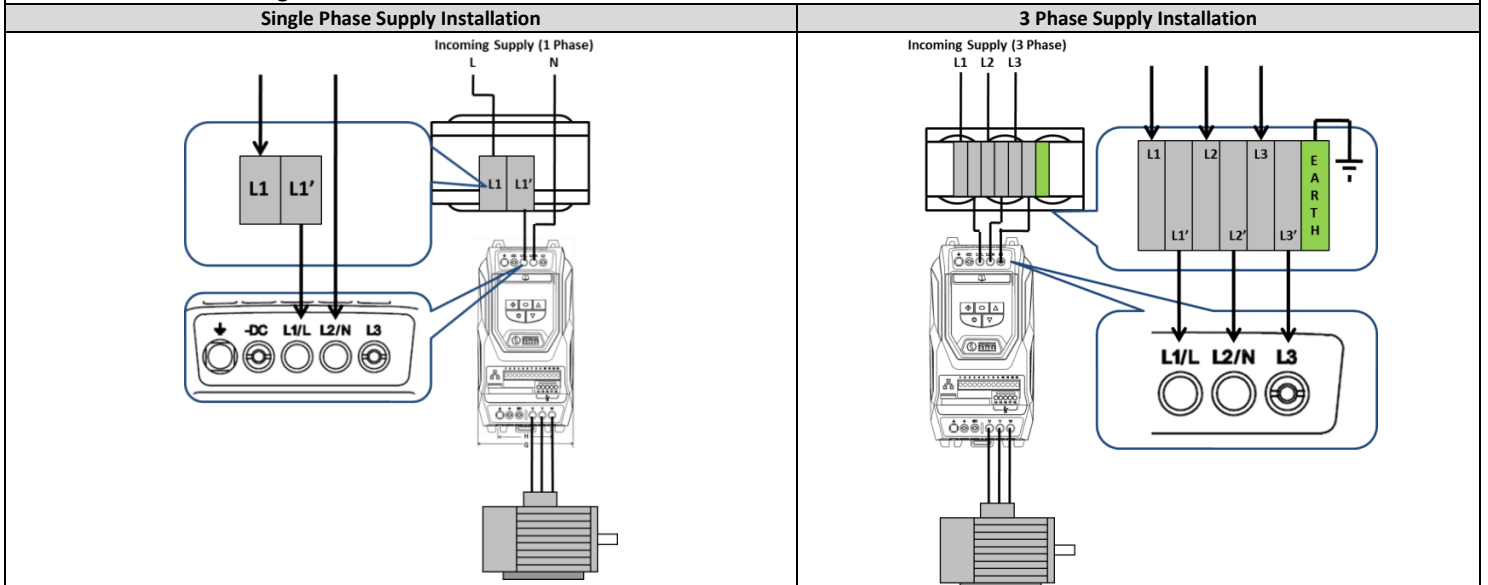 Single Phase Supply Installation
3 Phase Supply Installation
Incoming Supply (1 Phase)
L N
L1 L1’
L1 L1’
-DC L1/L L2/N L3
H
G
Incoming Supply (3 Phase)
L1 L2 L3
L1 L2 L3
EARTH
L1’ L2’ L3’
L1/L L2/N L3
U V W